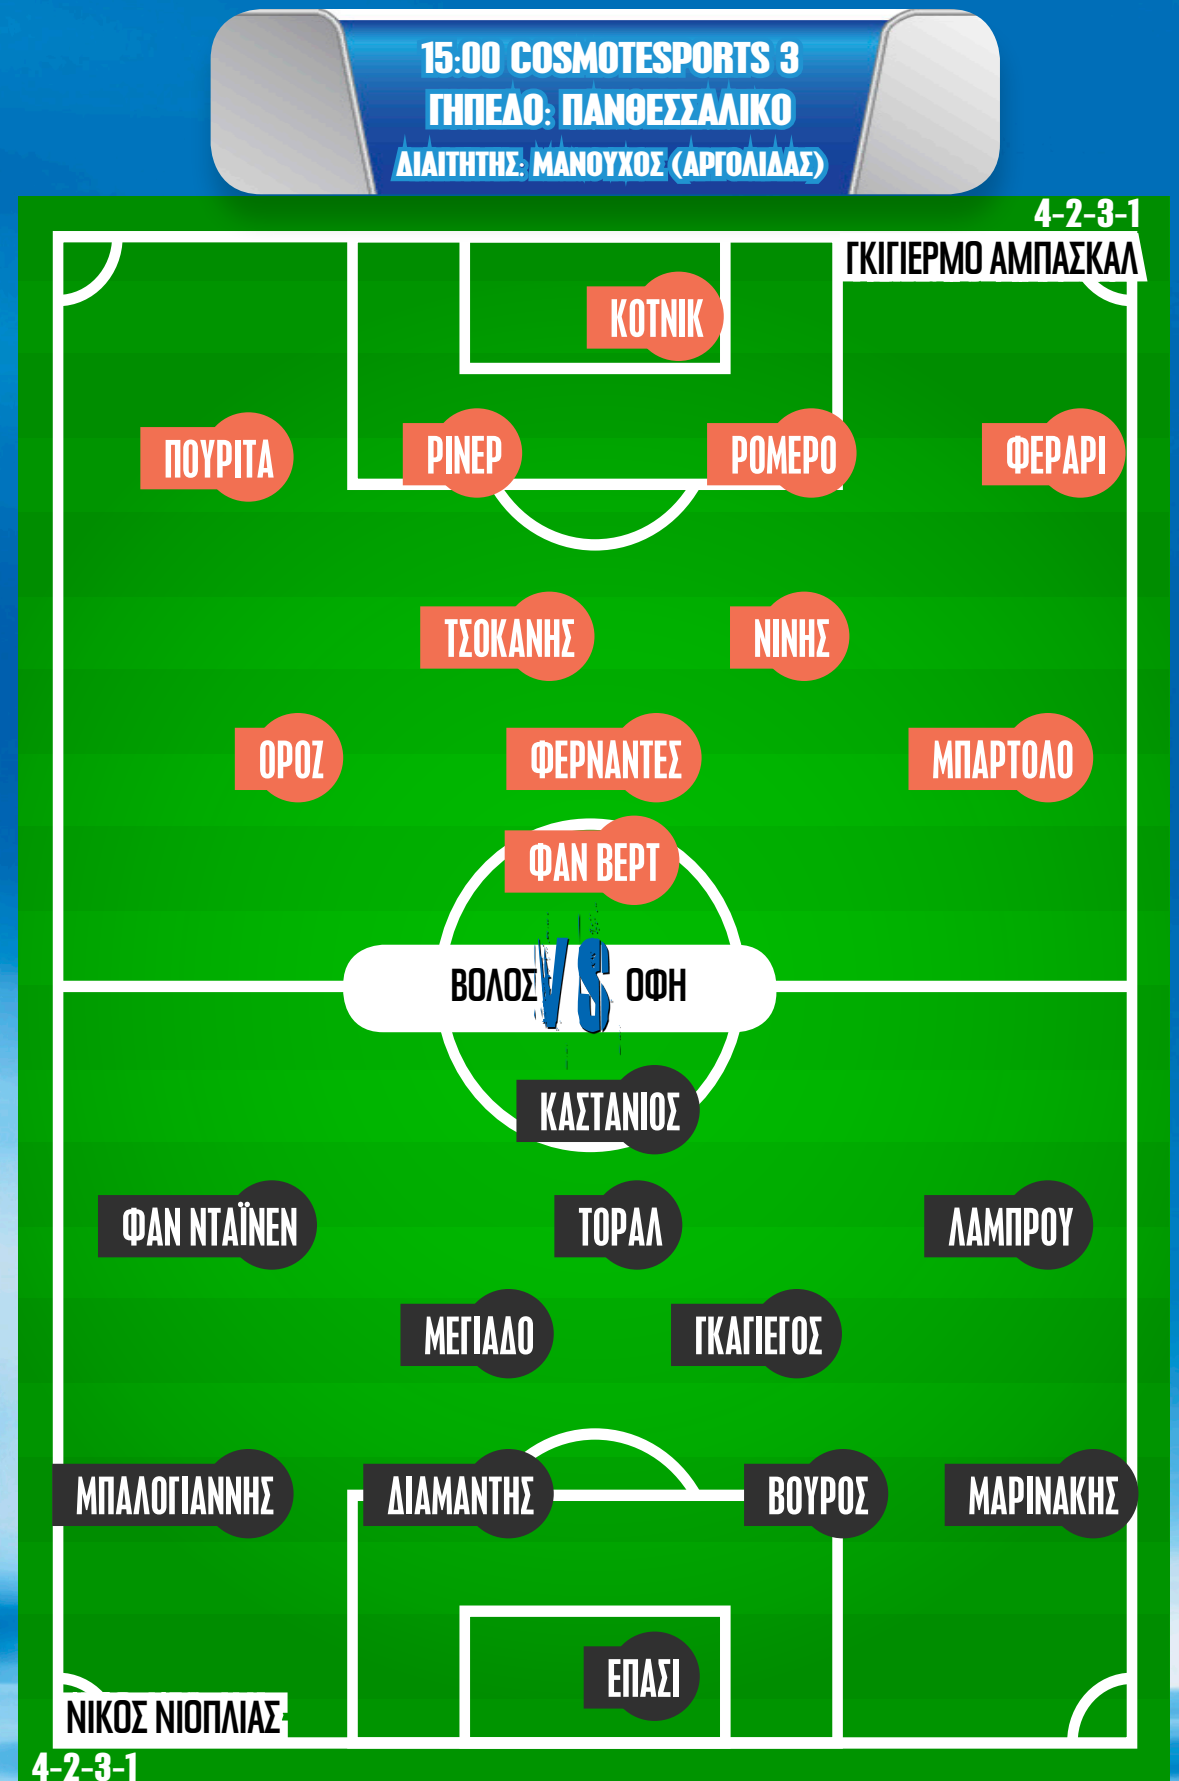 15:00 COSMOTESPORTS 3
ΓΗΠΕΔΟ: ΠΑΝΘΕΣΣΑΛΙΚΟ
ΔΙΑΙΤΗΤΗΣ: ΜΑΝΟΥΧΟΣ (ΑΡΓΟΛΙΔΑΣ)
4-2-3-1
ΓΚΙΓΙΕΡΜΟ ΑΜΠΑΣΚΑΛ
ΚΟΤΝΙΚ
ΠΟΥΡΙΤΑ ΡΙΝΕΡ ΡΟΜΕΡΟ ΦΕΡΑΡΙ
ΤΣΟΚΑΝΗΣ ΝΙΝΗΣ
ΟΡΟΖ ΦΕΡΝΑΝΤΕΣ ΜΠΑΡΤΟΛΟ
ΦΑΝ ΒΕΡΤ
ΒΟΛΟΣ VS ΟΦΗ
ΚΑΣΤΑΝΙΟΣ
ΦΑΝ ΝΤΑΪΝΕΝ ΤΟΡΑΛ ΛΑΜΠΡΟΥ
ΜΕΓΙΑΔΟ ΓΚΑΓΙΕΓΟΣ
ΜΠΑΛΟΓΙΑΝΝΗΣ ΔΙΑΜΑΝΤΗΣ ΒΟΥΡΟΣ ΜΑΡΙΝΑΚΗΣ
ΕΠΑΣΙ
ΝΙΚΟΣ ΝΙΟΠΛΙΑΣ
4-2-3-1